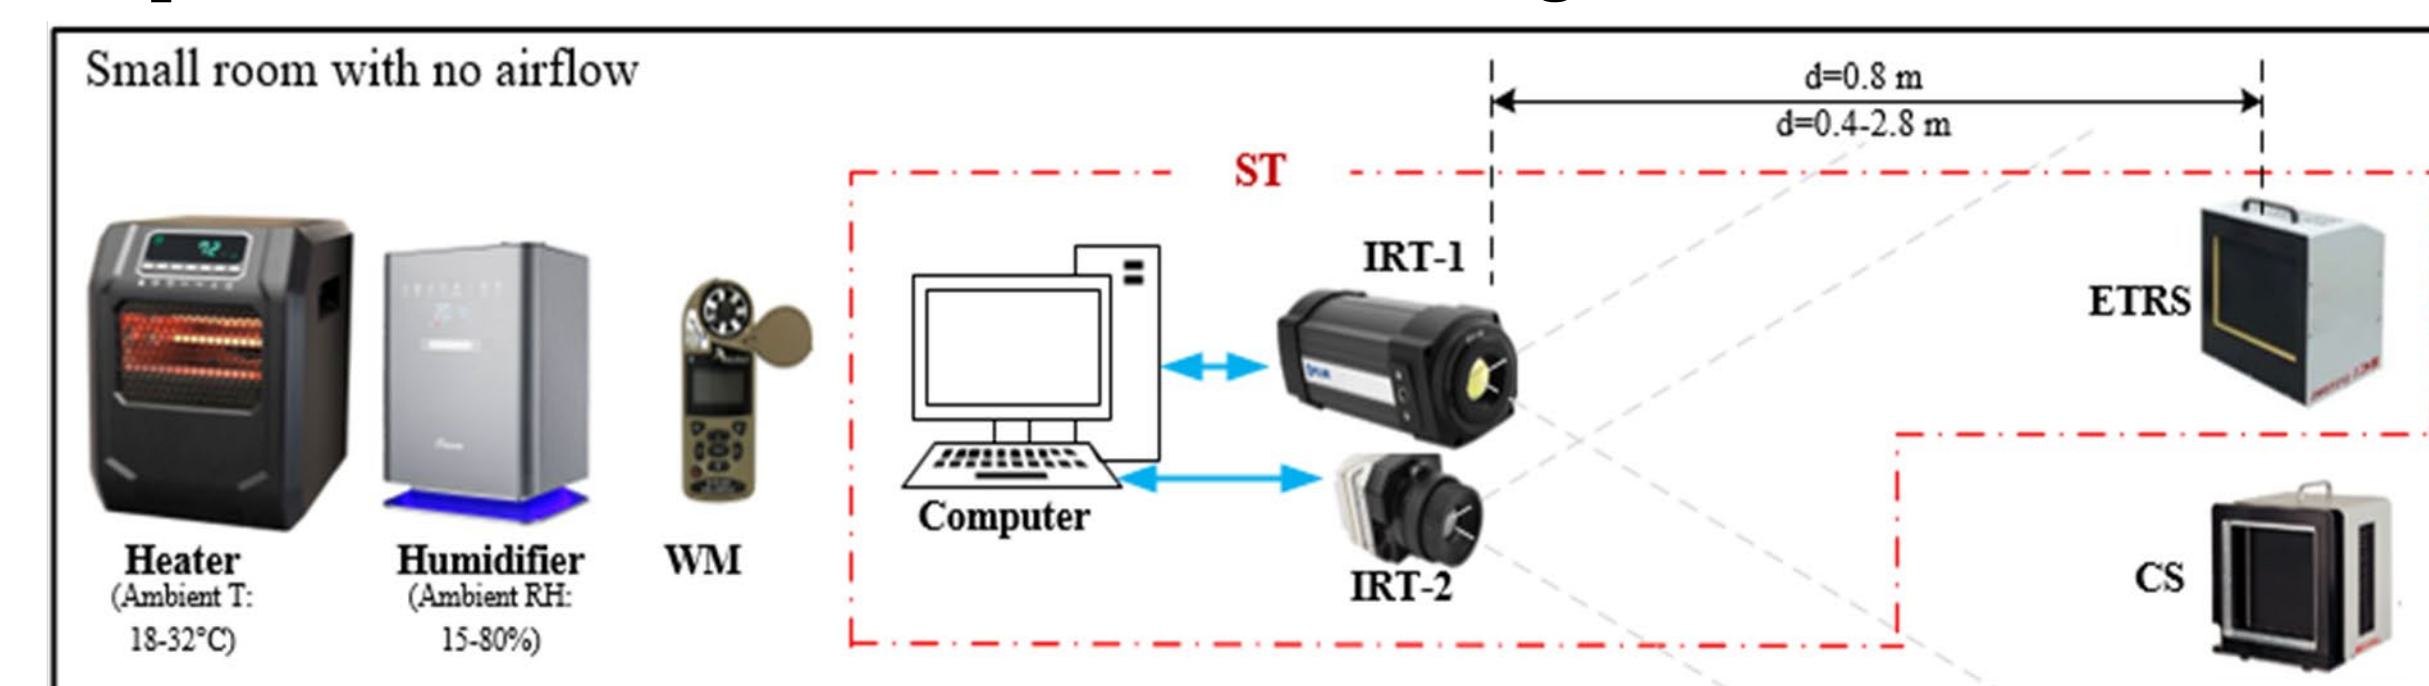 Small room with no airflow
d=0.8 m
d=0.4-2.8 m
ST
IRT-1
ETRS
Computer
Heater
(Ambient T:
18-32°C)
Humidifier
(Ambient RH:
15-80%)
WM
IRT-2
CS